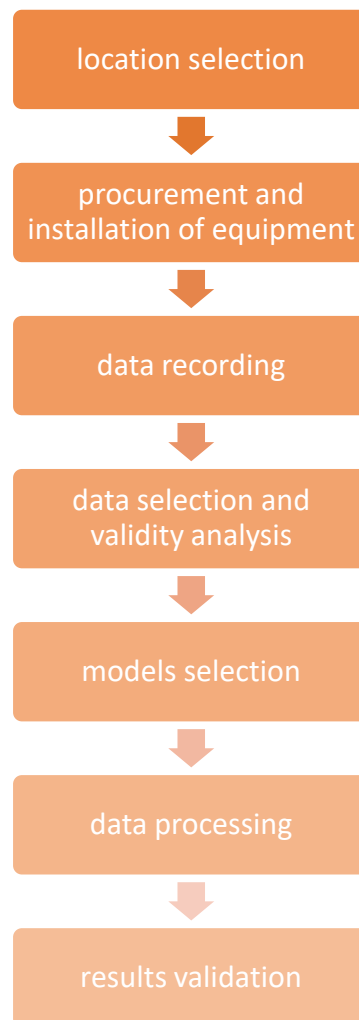 location selection
procurement and
installation of equipment
data recording
data selection and
validity analysis
models selection
data processing
results validation